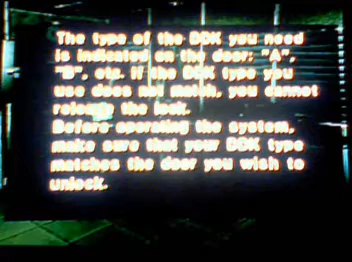 The type of the DDK you need
is indicated on the door: "A",
"B", etc. if the DDK type you
use does not match, you cannot
release the lock.
Before operating the system,
make sure that your DDK type
matches the door you wish to
unlock.